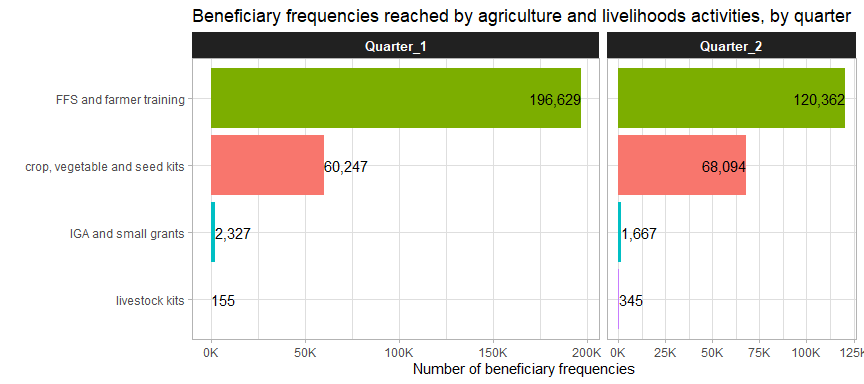 Beneficiary frequencies reached by agriculture and livelihoods activities, by quarter
Quarter_1 Quarter_2
FFS and farmer training 196,629 120,362
crop, vegetable and seed kits 60,247 68,094
IGA and small grants 2,327 1,667
livestock kits 155 345
0K 50K 100K 150K 200K 0K 25K 50K 75K 100K 125K
Number of beneficiary frequencies